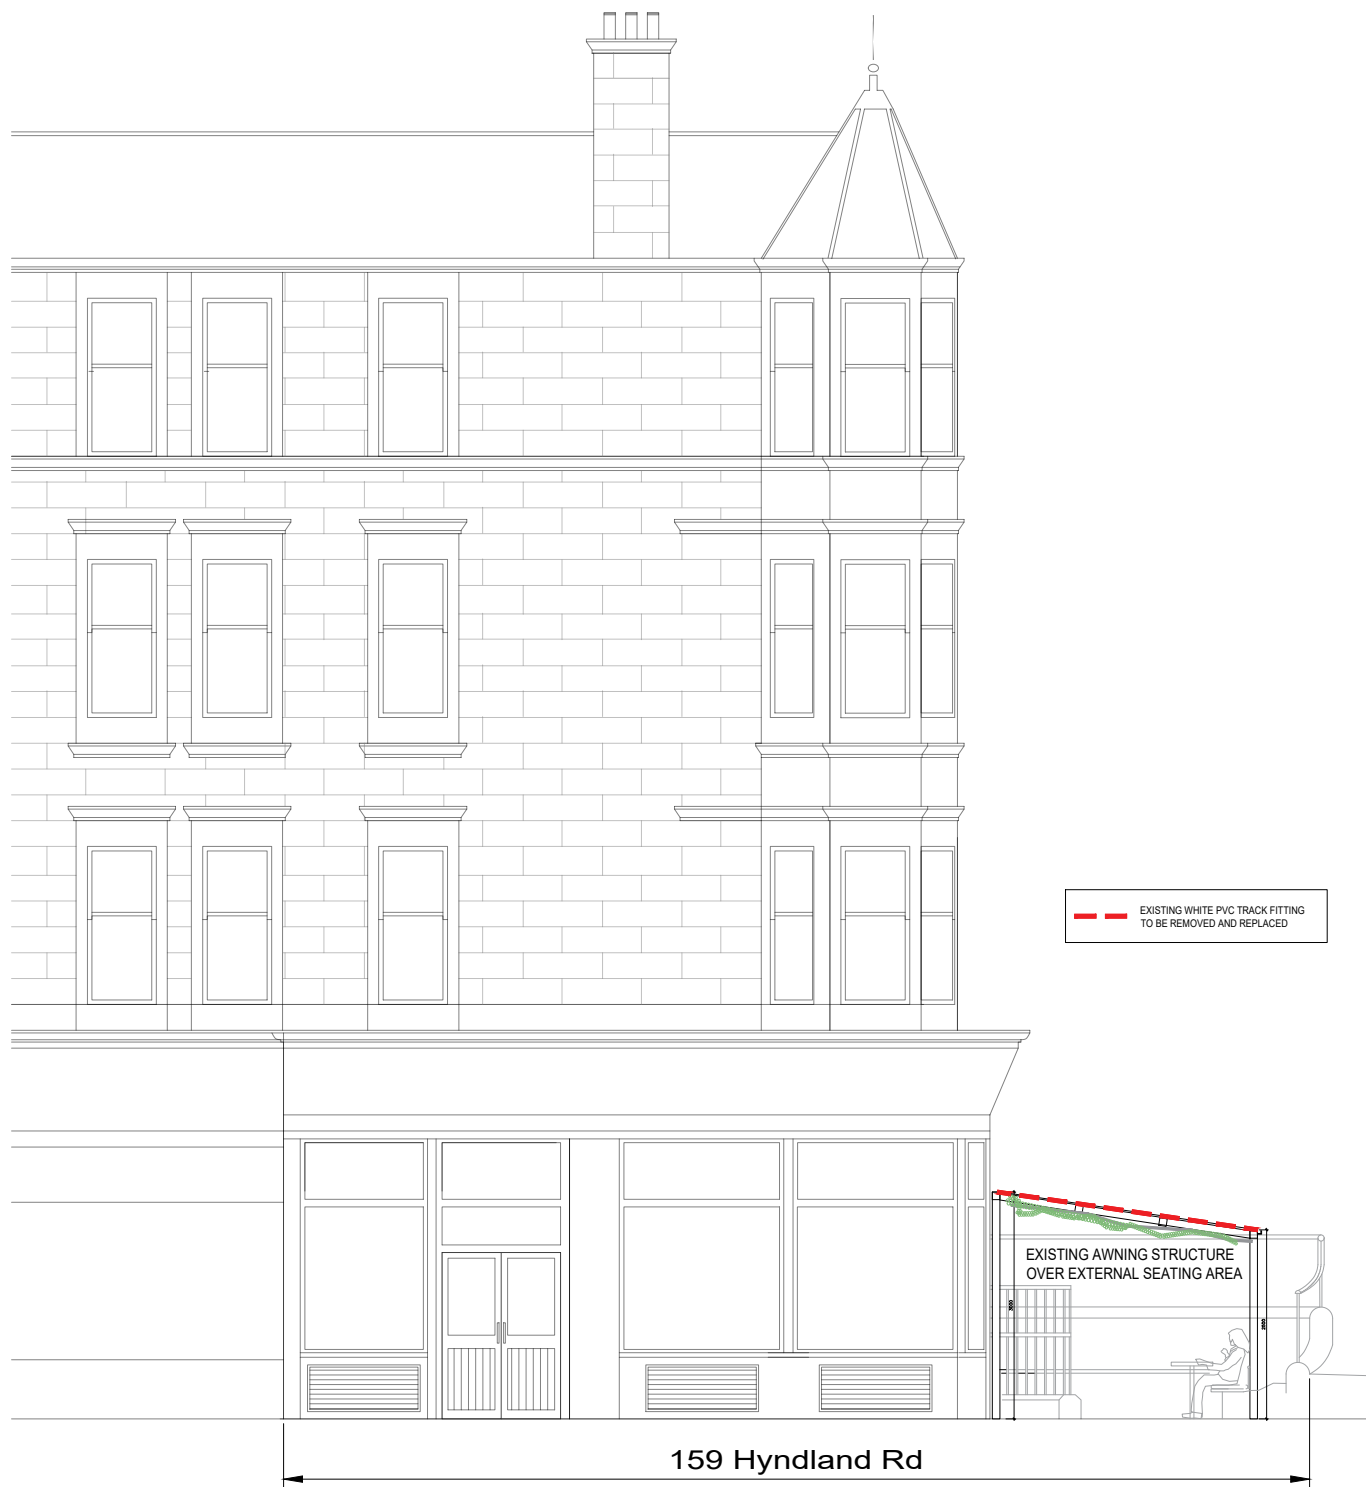 EXISTING WHITE PVC TRACK FITTING
TO BE REMOVED AND REPLACED
EXISTING AWNING STRUCTURE
OVER EXTERNAL SEATING AREA
159 Hyndland Rd